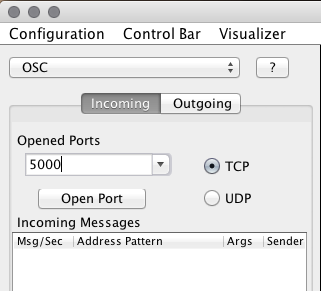 Configuration Control Bar Visualizer
OSC ?
Incoming Outgoing
Opened Ports
5000 TCP
Open Port UDP
Incoming Messages
Msg/Sec Address Pattern Args Sender